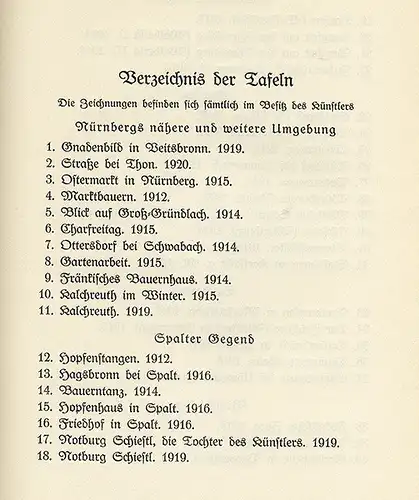 Verzeichnis der Tafeln
Die Zeichnungen befinden sich sämtlich im Besitz des Künstlers
Nürnbergs nähere und weitere Umgebung
1. Gnadenbild in Veitsbronn. 1919.
2. Straße bei Thon. 1920.
3. Ostermarkt in Nürnberg. 1915.
4. Marktbauern. 1912.
5. Blick auf Groß-Gründlach. 1914.
6. Charfreitag. 1915.
7. Ottersdorf bei Schwabach. 1914.
8. Gartenarbeit. 1915.
9. Fränkisches Bauernhaus. 1914.
10. Kalchreuth im Winter. 1915.
11. Kalchreuth. 1919.
Spalter Gegend
12. Hopfenstangen. 1912.
13. Hagsbronn bei Spalt. 1916.
14. Bauerntanz. 1914.
15. Hopfenhaus in Spalt. 1916.
16. Friedhof in Spalt. 1916.
17. Notburg Schiestl, die Tochter des Künstlers. 1919.
18. Notburg Schiestl. 1919.